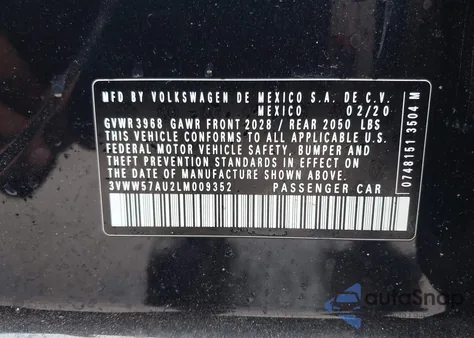 MFD BY VOLKSWAGEN DE MEXICO S.A. DE C.V.
MEXICO 02/20
GVWR 3968 GAWR FRONT 2028 / REAR 2050 LBS
THIS VEHICLE CONFORMS TO ALL APPLICABLE U.S.
FEDERAL MOTOR VEHICLE SAFETY, BUMPER AND
THEFT PREVENTION STANDARDS IN EFFECT ON THE
DATE OF MANUFACTURE SHOWN ABOVE.
3VWW57AU2LM009352 PASSENGER CAR
0748151 3504 M
autoSnap